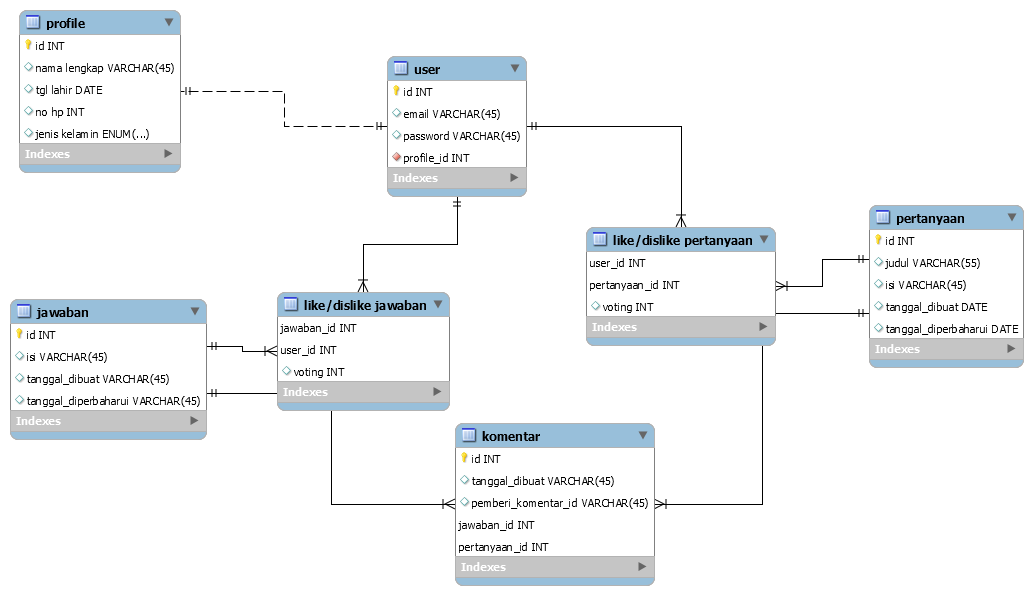 profile
id INT
nama lengkap VARCHAR(45)
tgl lahir DATE
no hp INT
jenis kelamin ENUM(...)
Indexes
user
id INT
email VARCHAR(45)
password VARCHAR(45)
profile_id INT
Indexes
like/dislike pertanyaan
user_id INT
pertanyaan_id INT
voting INT
Indexes
pertanyaan
id INT
judul VARCHAR(55)
isi VARCHAR(45)
tanggal_dibuat DATE
tanggal_diperbaharui DATE
Indexes
jawaban
id INT
isi VARCHAR(45)
tanggal_dibuat VARCHAR(45)
tanggal_diperbaharui VARCHAR(45)
Indexes
like/dislike jawaban
jawaban_id INT
user_id INT
voting INT
Indexes
komentar
id INT
tanggal_dibuat VARCHAR(45)
pemberi_komentar_id VARCHAR(45)
jawaban_id INT
pertanyaan_id INT
Indexes